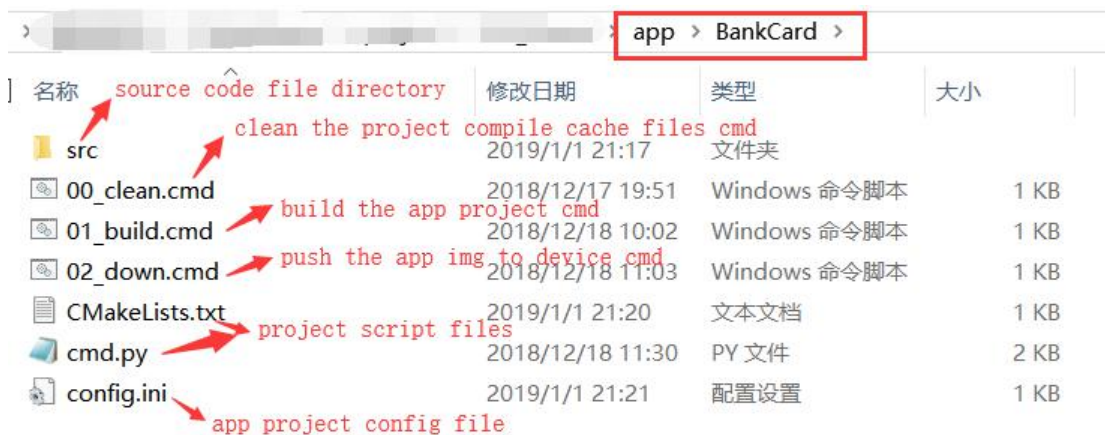 app > BankCard >
名称 修改日期 类型 大小
source code file directory
clean the project compile cache files cmd
src 2019/1/1 21:17 文件夹
00_clean.cmd 2018/12/17 19:51 Windows 命令脚本 1 KB
build the app project cmd
01_build.cmd 2018/12/18 10:02 Windows 命令脚本 1 KB
push the app img to device cmd
02_down.cmd 2018/12/18 11:03 Windows 命令脚本 1 KB
CMakeLists.txt 2019/1/1 21:20 文本文档 1 KB
project script files
cmd.py 2018/12/18 11:30 PY 文件 2 KB
config.ini 2019/1/1 21:21 配置设置 1 KB
app project config file